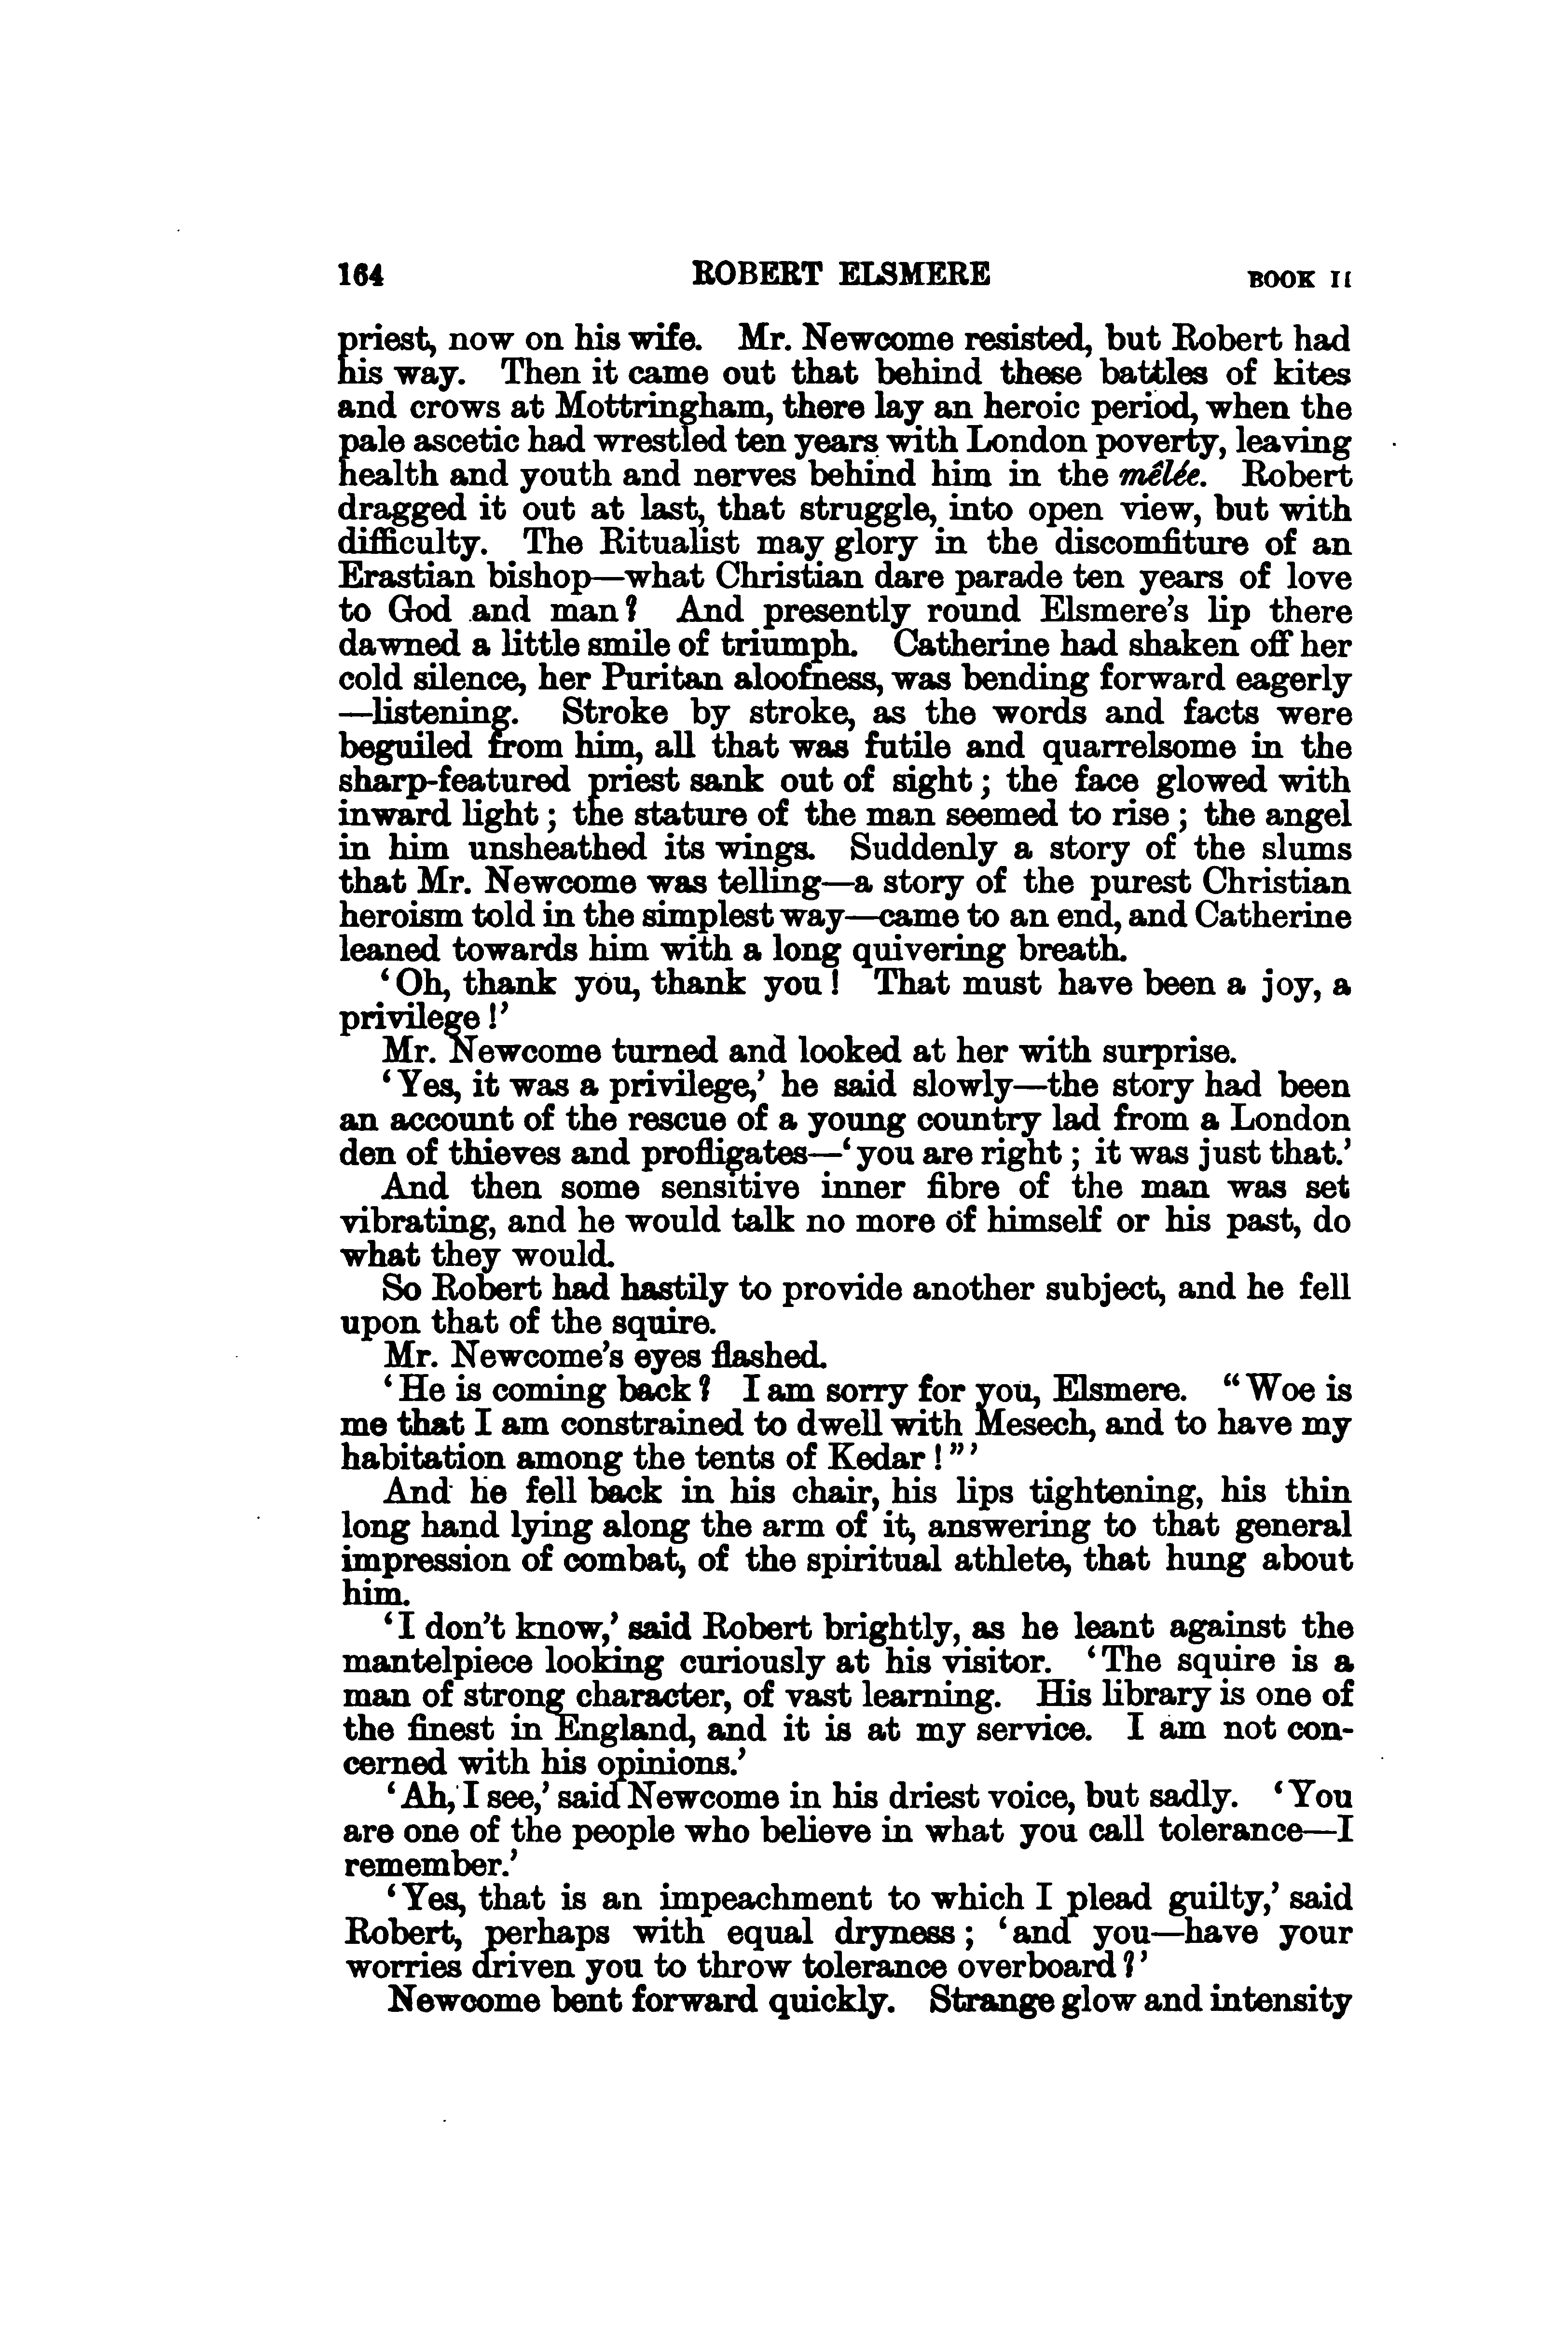 164 ROBERT ELSMERE BOOK II
priest, now on his wife. Mr. Newcome resisted, but Robert had
his way. Then it came out that behind these battles of kites
and crows at Mottringham, there lay an heroic period, when the
pale ascetic had wrestled ten years with London poverty, leaving
health and youth and nerves behind him in the mêlée. Robert
dragged it out at last, that struggle, into open view, but with
difficulty. The Ritualist may glory in the discomfiture of an
Erastian bishop—what Christian dare parade ten years of love
to God and man? And presently round Elsmere's lip there
dawned a little smile of triumph. Catherine had shaken off her
cold silence, her Puritan aloofness, was bending forward eagerly
—listening. Stroke by stroke, as the words and facts were
beguiled from him, all that was futile and quarrelsome in the
sharp-featured priest sank out of sight; the face glowed with
inward light; the stature of the man seemed to rise; the angel
in him unsheathed its wings. Suddenly a story of the slums
that Mr. Newcome was telling—a story of the purest Christian
heroism told in the simplest way—came to an end, and Catherine
leaned towards him with a long quivering breath.
'Oh, thank you, thank you! That must have been a joy, a
privilege!'
Mr. Newcome turned and looked at her with surprise.
'Yes, it was a privilege,' he said slowly—the story had been
an account of the rescue of a young country lad from a London
den of thieves and profligates—'you are right; it was just that.'
And then some sensitive inner fibre of the man was set
vibrating, and he would talk no more of himself or his past, do
what they would.
So Robert had hastily to provide another subject, and he fell
upon that of the squire.
Mr. Newcome's eyes flashed.
'He is coming back? I am sorry for you, Elsmere. "Woe is
me that I am constrained to dwell with Mesech, and to have my
habitation among the tents of Kedar!"'
And he fell back in his chair, his lips tightening, his thin
long hand lying along the arm of it, answering to that general
impression of combat, of the spiritual athlete, that hung about
him.
'I don't know,' said Robert brightly, as he leant against the
mantelpiece looking curiously at his visitor. 'The squire is a
man of strong character, of vast learning. His library is one of
the finest in England, and it is at my service. I am not con-
cerned with his opinions.'
'Ah, I see,' said Newcome in his driest voice, but sadly. 'You
are one of the people who believe in what you call tolerance—I
remember.'
'Yes, that is an impeachment to which I plead guilty,' said
Robert, perhaps with equal dryness; 'and you—have your
worries driven you to throw tolerance overboard?'
Newcome bent forward quickly. Strange glow and intensity